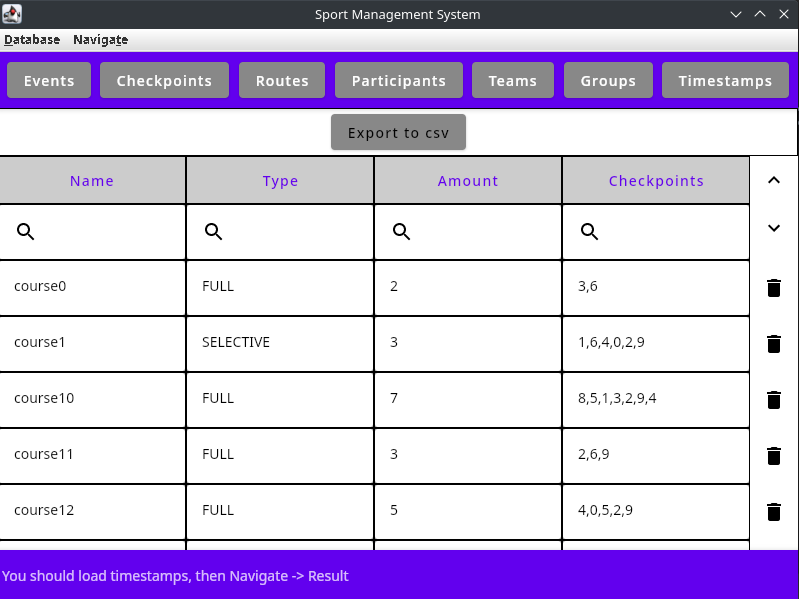 Sport Management System
Database Navigate
Events Checkpoints Routes Participants Teams Groups Timestamps
Export to csv
Name Type Amount Checkpoints
course0 FULL 2 3,6
course1 SELECTIVE 3 1,6,4,0,2,9
course10 FULL 7 8,5,1,3,2,9,4
course11 FULL 3 2,6,9
course12 FULL 5 4,0,5,2,9
You should load timestamps, then Navigate -> Result